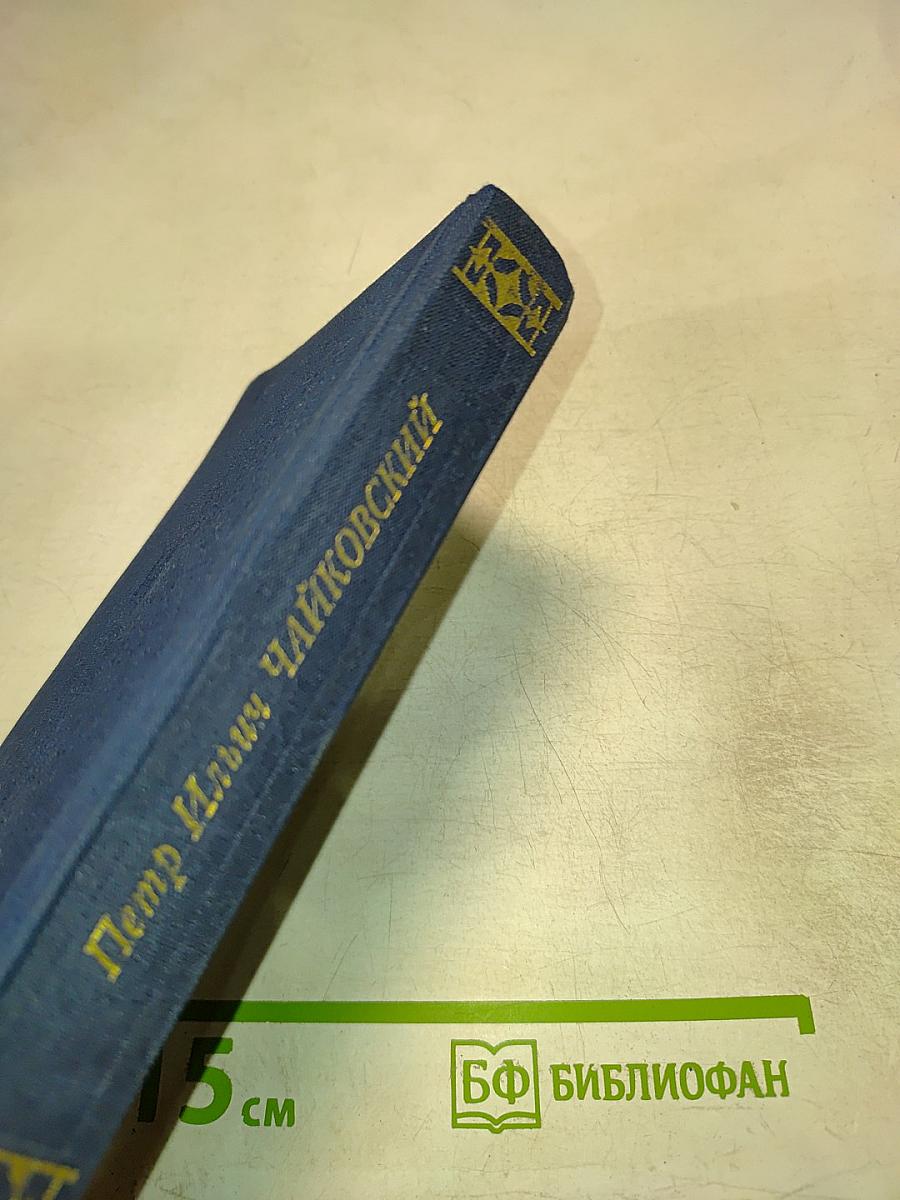 Петр Ильич ЧАЙКОВСКИЙ
15 см
БФ БИБЛИОФАН